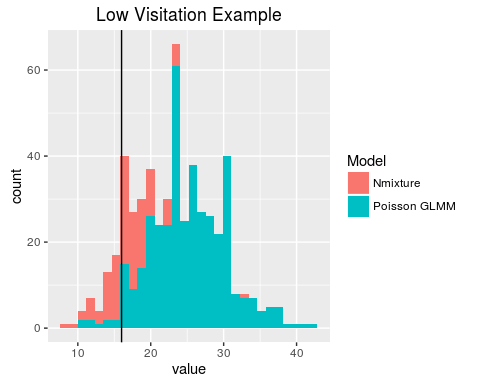 Low Visitation Example
60
40
20
0
count
10 20 30 40
value
Model
Nmixture
Poisson GLMM